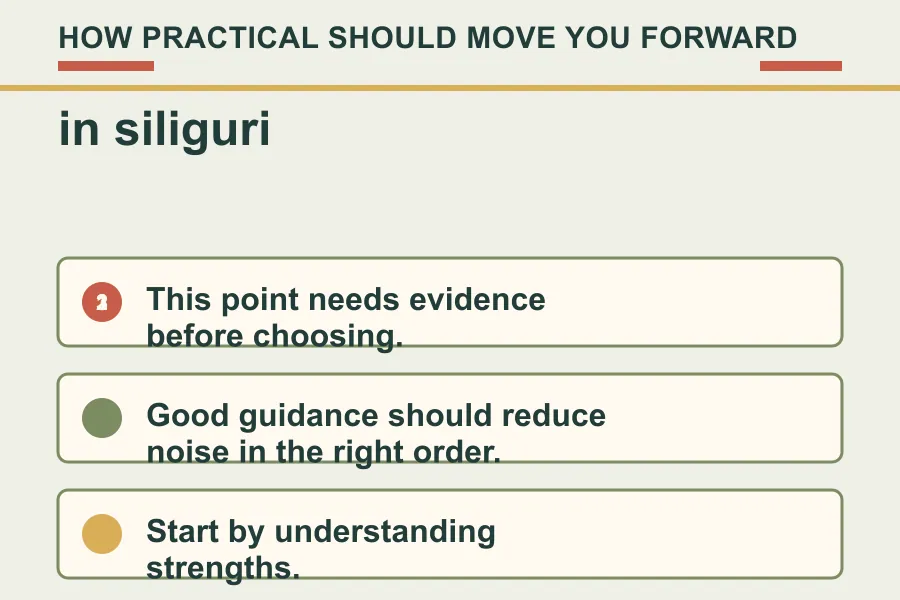 HOW PRACTICAL SHOULD MOVE YOU FORWARD
in siliguri
This point needs evidence
before choosing.
Good guidance should reduce
noise in the right order.
Start by understanding
strengths.